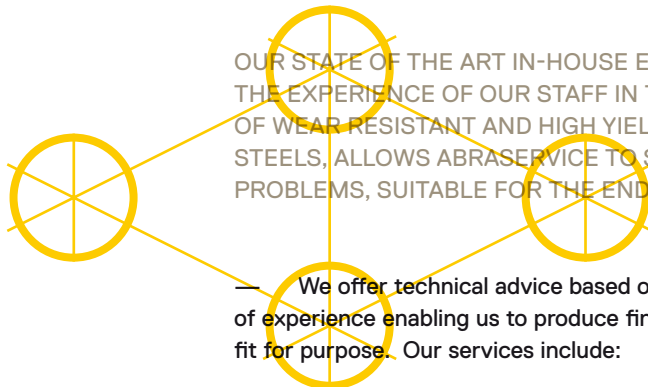 OUR STATE OF THE ART IN-HOUSE
THE EXPERIENCE OF OUR STAFF IN
OF WEAR RESISTANT AND HIGH
STEELS, ALLOWS ABRASERVICE TO
PROBLEMS, SUITABLE FOR THE END
— We offer technical advice based
of experience enabling us to produce
fit for purpose. Our services include: